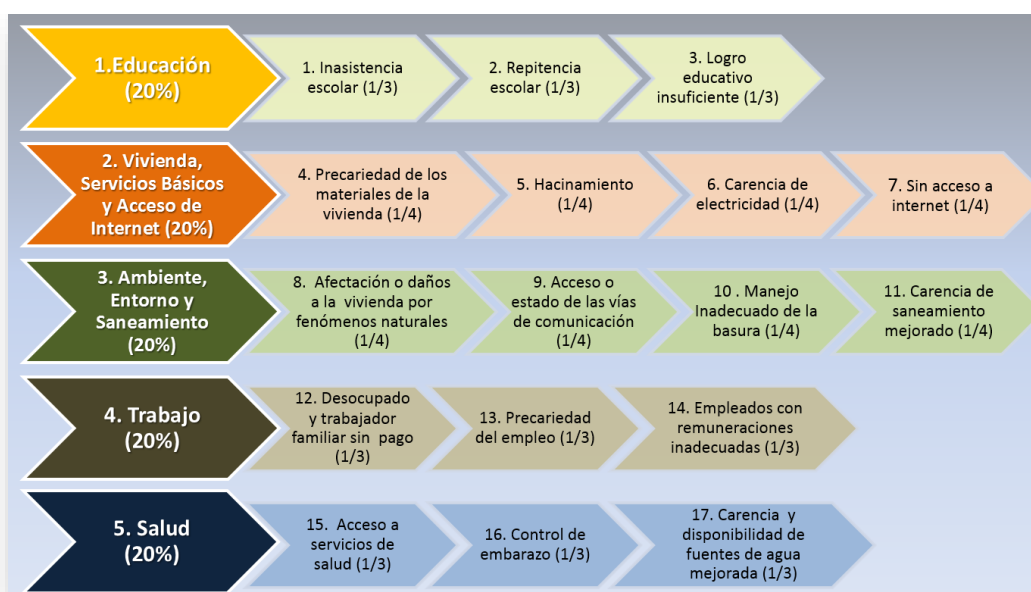 1.Educación
(20%)
1. Inasistencia
escolar (1/3)
2. Repitencia
escolar (1/3)
3. Logro
educativo
insuficiente (1/3)
2. Vivienda,
Servicios Básicos
y Acceso de
Internet (20%)
4. Precariedad de los
materiales de la
vivienda (1/4)
5. Hacinamiento
(1/4)
6. Carencia de
electricidad (1/4)
7. Sin acceso a
internet (1/4)
3. Ambiente,
Entorno y
Saneamiento
(20%)
8. Afectación o daños
a la vivienda por
fenómenos naturales
(1/4)
9. Acceso o
estado de las vías
de comunicación
(1/4)
10 . Manejo
Inadecuado de la
basura (1/4)
11. Carencia de
saneamiento
mejorado (1/4)
4. Trabajo
(20%)
12. Desocupado
y trabajador
familiar sin pago
(1/3)
13. Precariedad
del empleo (1/3)
14. Empleados con
remuneraciones
inadecuadas (1/3)
5. Salud
(20%)
15. Acceso a
servicios de
salud (1/3)
16. Control de
embarazo (1/3)
17. Carencia y
disponibilidad de
fuentes de agua
mejorada (1/3)